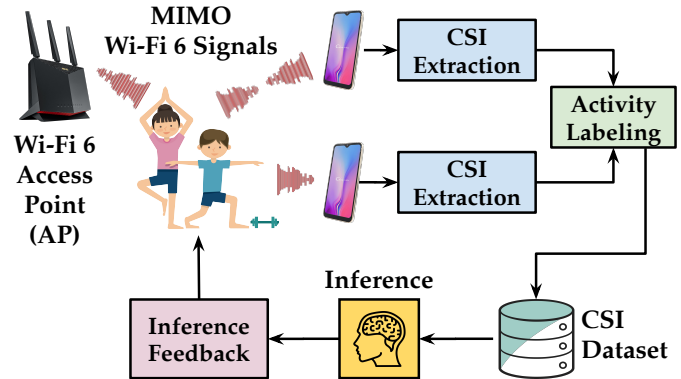 MIMO
Wi-Fi 6 Signals
CSI
Extraction
Activity
Labeling
Wi-Fi 6
Access
Point
(AP)
CSI
Extraction
Inference
Inference
Feedback
CSI
Dataset